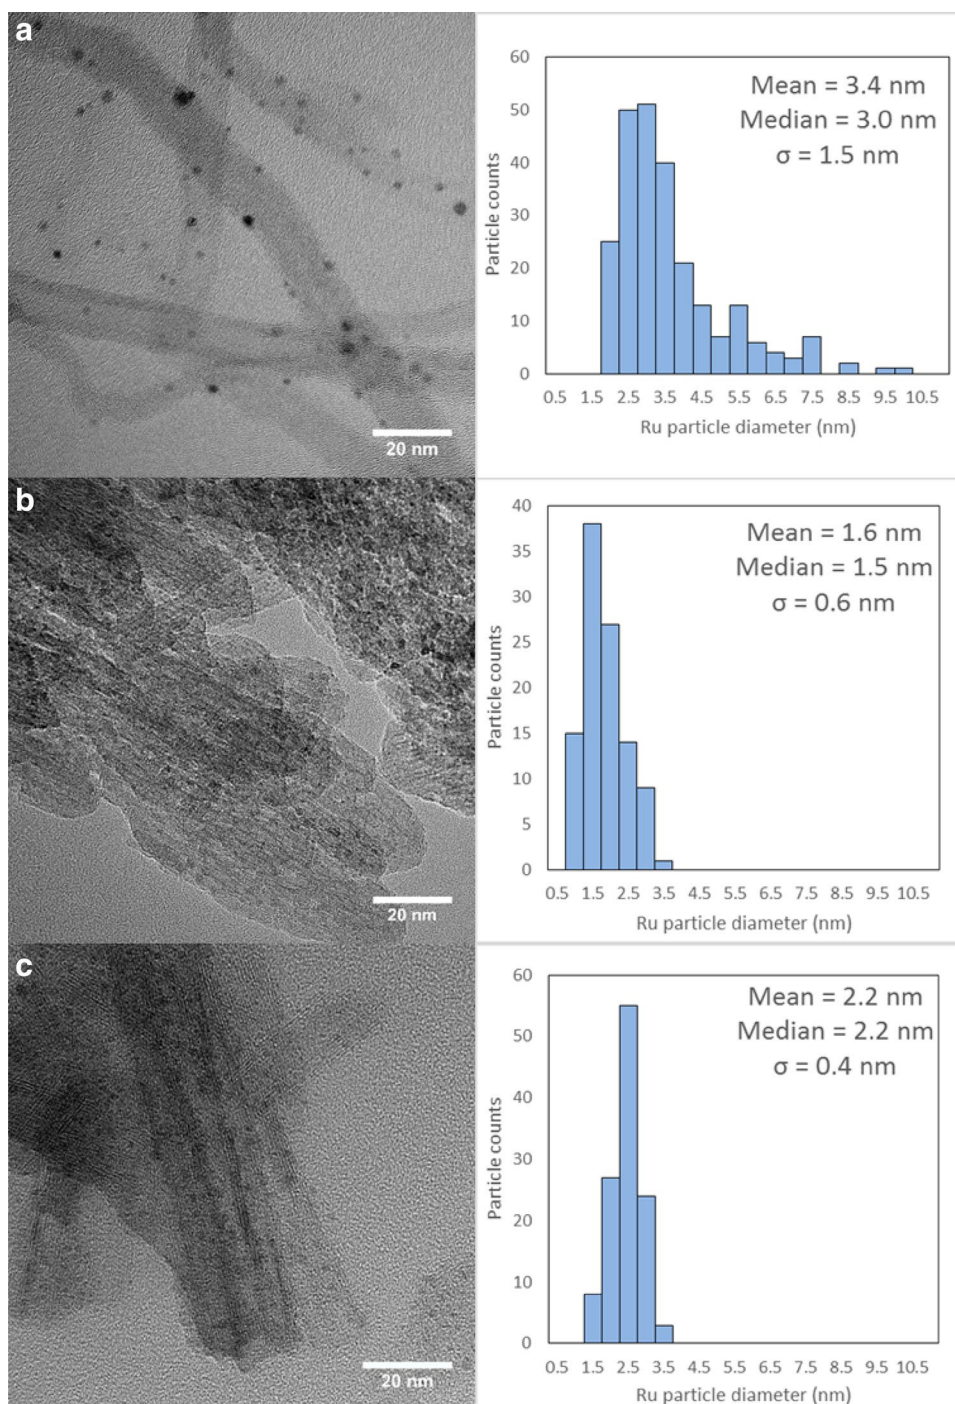 a
20 nm
60
50
40
30
20
10
0
Particle counts
Mean = 3.4 nm
Median = 3.0 nm
σ = 1.5 nm
0.5 1.5 2.5 3.5 4.5 5.5 6.5 7.5 8.5 9.5 10.5
Ru particle diameter (nm)
b
20 nm
40
35
30
25
20
15
10
5
0
Particle counts
Mean = 1.6 nm
Median = 1.5 nm
σ = 0.6 nm
0.5 1.5 2.5 3.5 4.5 5.5 6.5 7.5 8.5 9.5 10.5
Ru particle diameter (nm)
c
20 nm
60
50
40
30
20
10
0
Particle counts
Mean = 2.2 nm
Median = 2.2 nm
σ = 0.4 nm
0.5 1.5 2.5 3.5 4.5 5.5 6.5 7.5 8.5 9.5 10.5
Ru particle diameter (nm)